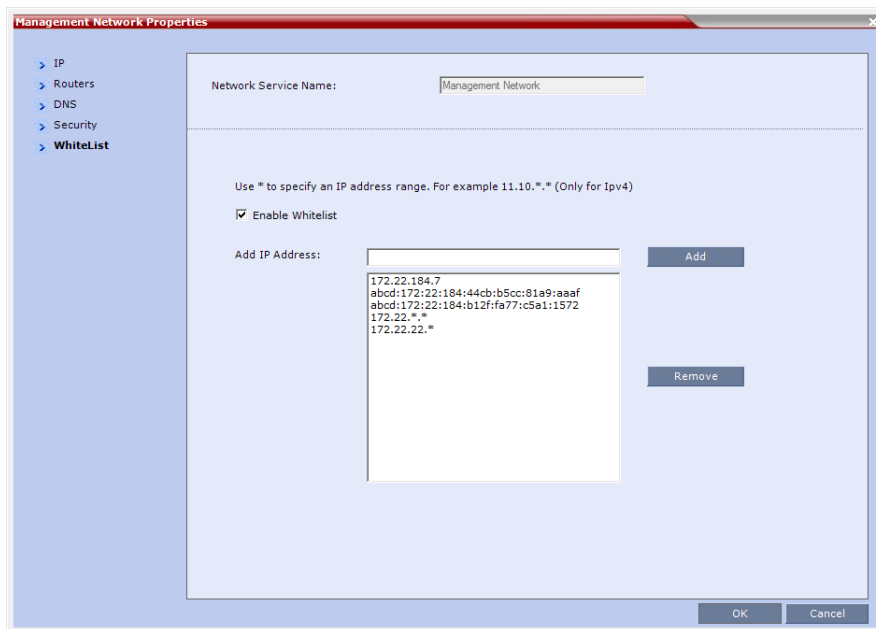 Management Network Properties
IP
Routers
DNS
Security
WhiteList
Network Service Name: Management Network
Use * to specify an IP address range. For example 11.10.*.* (Only for Ipv4)
Enable Whitelist
Add IP Address: Add
172.22.184.7
abcd:172:22:184:44cb:b5cc:81a9:aaaf
abcd:172:22:184:b12f:fa77:c5a1:1572
172.22.*.*
172.22.22.*
Remove
OK Cancel